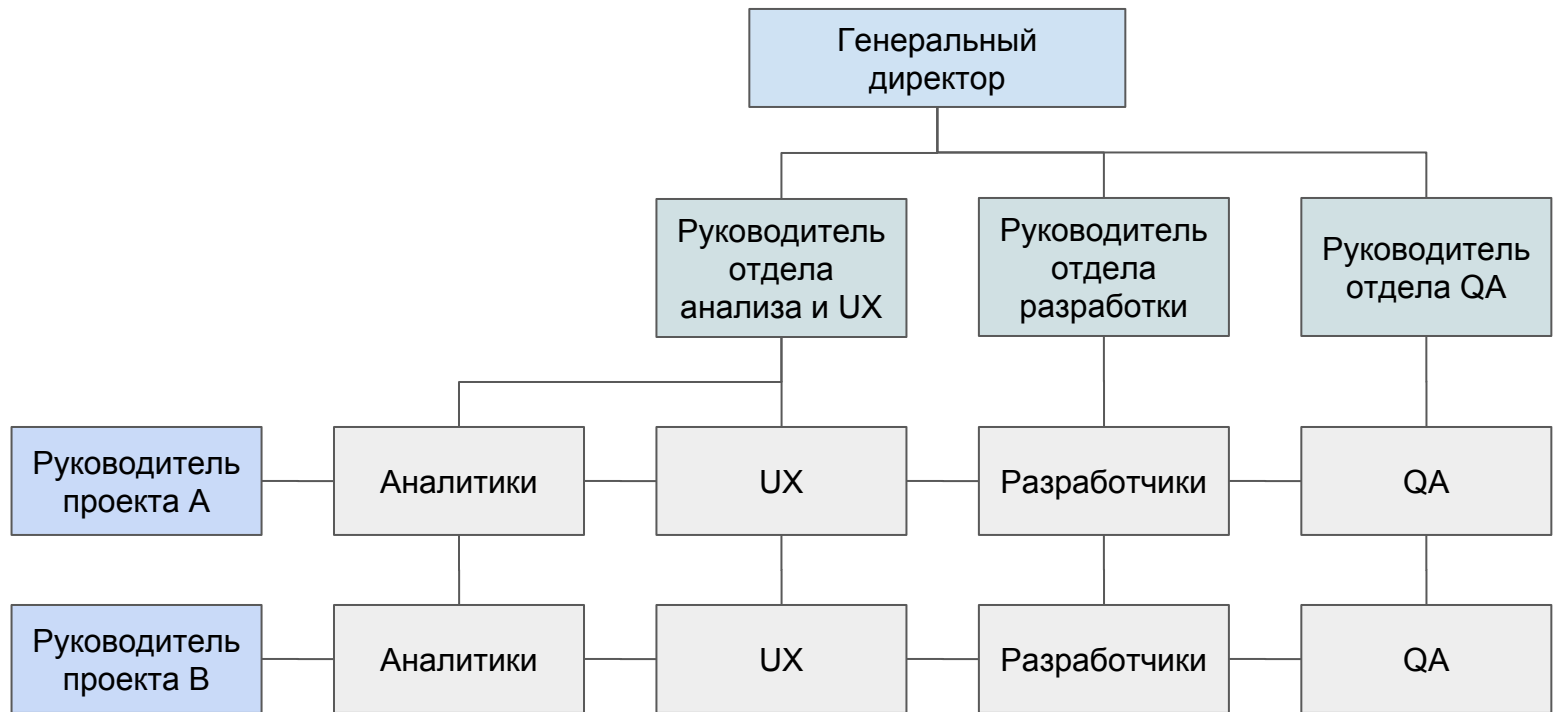 Генеральный
директор
Руководитель
отдела
анализа и UX
Руководитель
отдела
разработки
Руководитель
отдела QA
Руководитель
проекта A
Аналитики
UX
Разработчики
QA
Руководитель
проекта B
Аналитики
UX
Разработчики
QA